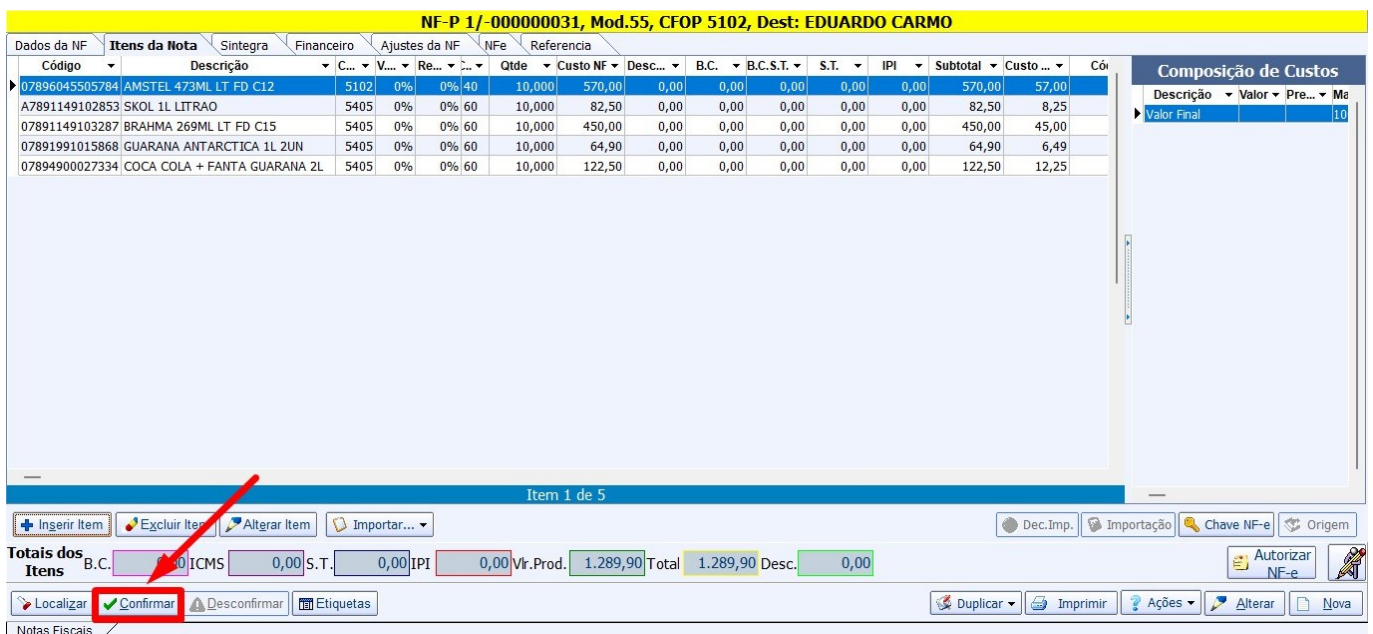 NF-P 1/-000000031, Mod.55, CFOP 5102, Dest: EDUARDO CARMO
Dados da NF Itens da Nota Sintegra Financeiro Ajustes da NF NFe Referencia
Código Descrição C... V.... Re... Qtde Custo NF Desc... B.C. B.C.S.T. S.T. IPI Subtotal Custo ...
07896045505784 AMSTEL 473ML LT FD C12 5102 0% 0% 40 10,000 570,00 0,00 0,00 0,00 0,00 0,00 570,00 57,00
A7891149102853 SKOL 1L LITRAO 5405 0% 0% 60 10,000 82,50 0,00 0,00 0,00 0,00 0,00 82,50 8,25
07891149103287 BRAHMA 269ML LT FD C15 5405 0% 0% 60 10,000 450,00 0,00 0,00 0,00 0,00 0,00 450,00 45,00
07891991015868 GUARANA ANTARCTICA 1L 2UN 5405 0% 0% 60 10,000 64,90 0,00 0,00 0,00 0,00 0,00 64,90 6,49
07894900027334 COCA COLA + FANTA GUARANA 2L 5405 0% 0% 60 10,000 122,50 0,00 0,00 0,00 0,00 0,00 122,50 12,25
Composição de Custos
Descrição Valor Pre... Ma
Valor Final 10
Item 1 de 5
Inserir Item Excluir Alterar Item Importar... Dec.Imp. Importação Chave NF-e Origem
Totais dos Itens B.C. ICMS 0,00 S.T. 0,00 IPI 0,00 Vlr.Prod. 1.289,90 Total 1.289,90 Desc. 0,00 Autorizar NF-e
Localizar Confirmar Desconfirmar Etiquetas Duplicar Imprimir Ações Alterar Nova
Notas Fiscais